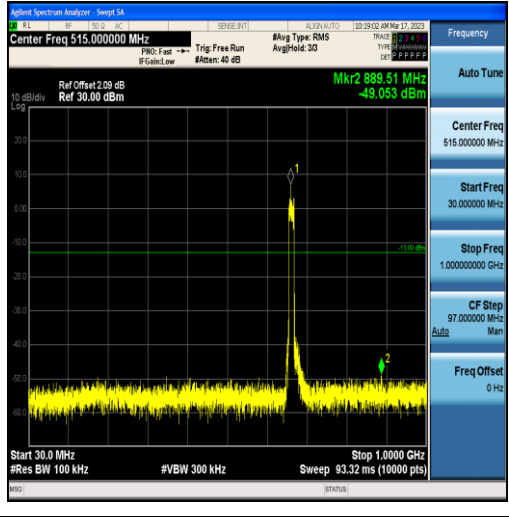 Agilent Spectrum Analyzer - Swept SA
RL RF 50 Ω AC SENSE:INT ALIGN AUTO 10:19:02 AM Mar 17, 2023
Center Freq 515.000000 MHz
PNO: Fast
IFGain:Low
Trig: Free Run
#Atten: 40 dB
#Avg Type: RMS
Avg|Hold: 3/3
TRACE 1 2 3 4 5 6
TYPE MWWWWW
DET P P P P P P
Mkr2 889.51 MHz
-49.053 dBm
Ref Offset 2.09 dB
10 dB/div Ref 30.00 dBm
Log
20.0
10.0
0.00
-10.0
-20.0
-30.0
-40.0
-50.0
-60.0
1
-13.00 dBm
2
Start 30.0 MHz Stop 1.0000 GHz
#Res BW 100 kHz #VBW 300 kHz Sweep 93.32 ms (10000 pts)
MSG STATUS
Frequency
Auto Tune
Center Freq
515.000000 MHz
Start Freq
30.000000 MHz
Stop Freq
1.000000000 GHz
CF Step
97.000000 MHz
Auto Man
Freq Offset
0 Hz